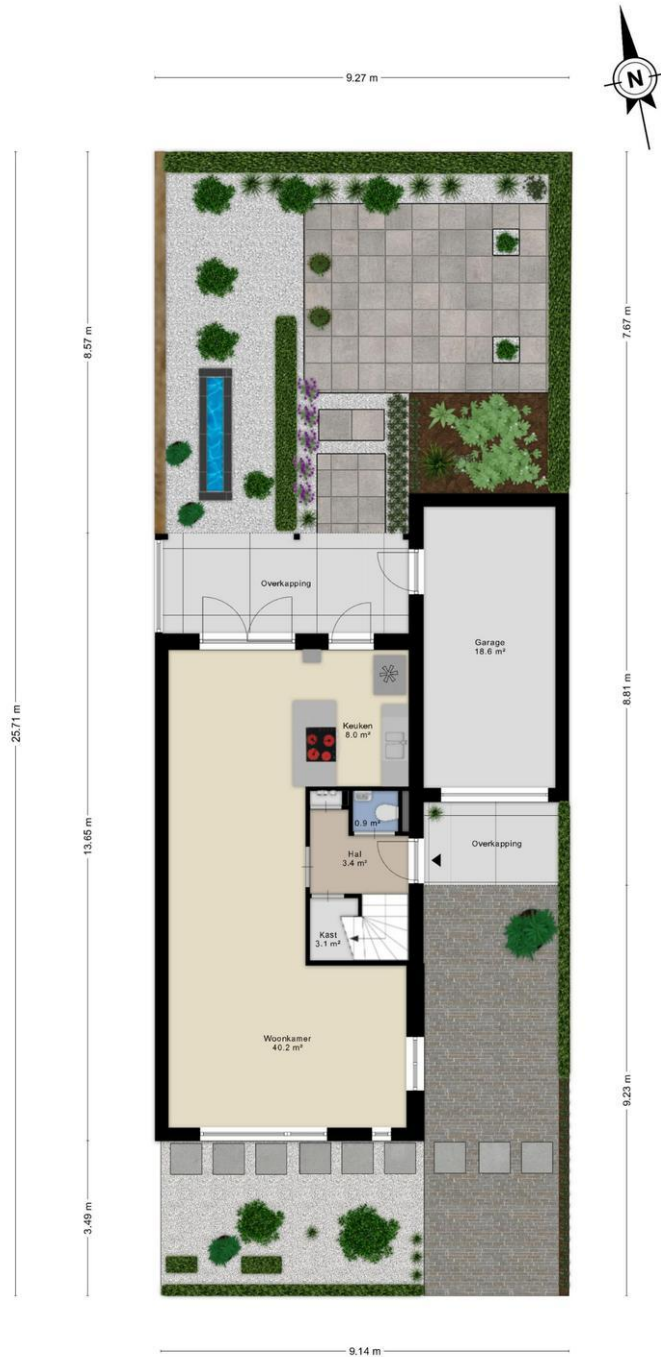 N
9.27 m
8.57 m
7.67 m
25.71 m
Overkapping
Garage
18.6 m²
8.81 m
Keuken
8.0 m²
13.65 m
0.9 m²
Overkapping
Hal
3.4 m²
Kast
3.1 m²
Woonkamer
40.2 m²
9.23 m
3.49 m
9.14 m